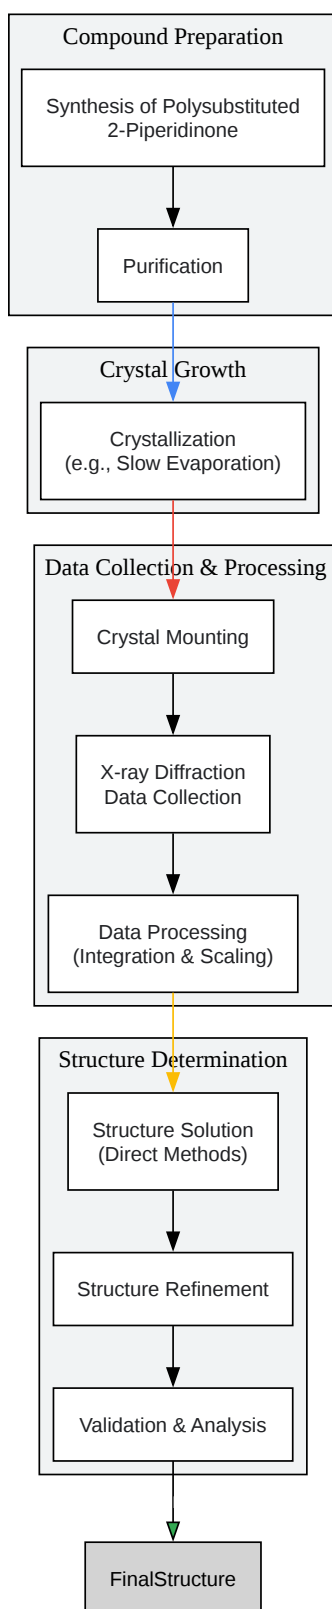 Compound Preparation
Synthesis of Polysubstituted
2-Piperidinone
Purification
Crystal Growth
Crystallization
(e.g., Slow Evaporation)
Data Collection & Processing
Crystal Mounting
X-ray Diffraction
Data Collection
Data Processing
(Integration & Scaling)
Structure Determination
Structure Solution
(Direct Methods)
Structure Refinement
Validation & Analysis
FinalStructure